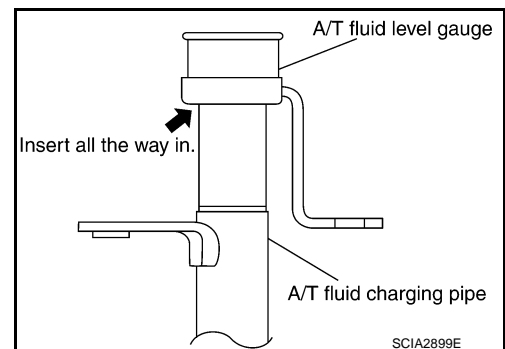 A/T fluid level gauge
Insert all the way in.
A/T fluid charging pipe
SCIA2899E